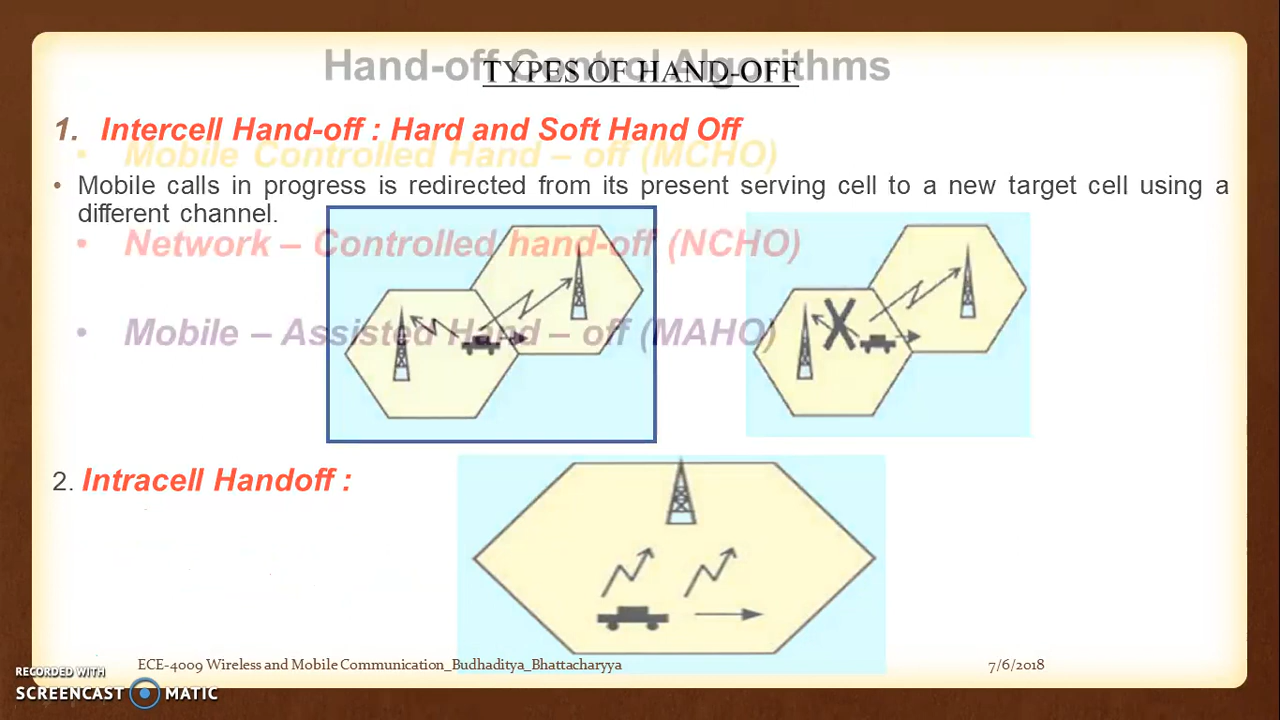 Hand-off Control Algorithms
TYPES OF HAND-OFF
1. Intercell Hand-off : Hard and Soft Hand Off
• Mobile Controlled Hand – off (MCHO)
• Mobile calls in progress is redirected from its present serving cell to a new target cell using a
different channel.
• Network – Controlled hand-off (NCHO)
• Mobile – Assisted Hand – off (MAHO)
2. Intracell Handoff :
ECE-4009 Wireless and Mobile Communication_Budhaditya_Bhattacharyya
7/6/2018
RECORDED WITH
SCREENCAST MATIC